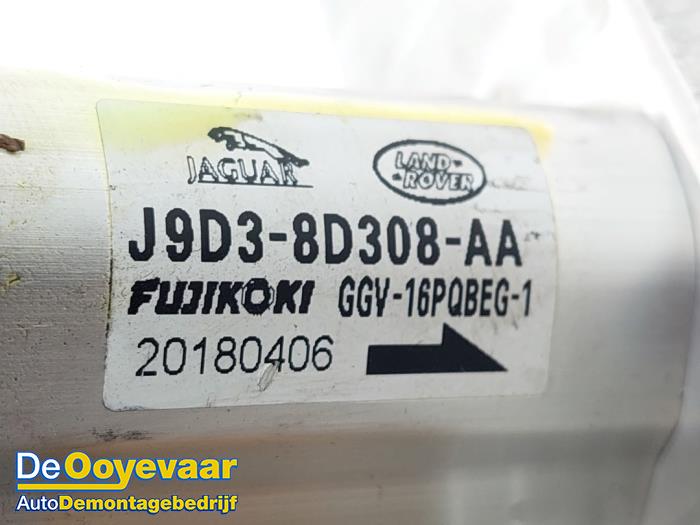 JAGUAR
LAND-
ROVER
J9D3-8D308-AA
FUJIKOKI GGV-16PQBEG-1
20180406
De Ooyevaar
AutoDemontagebedrijf